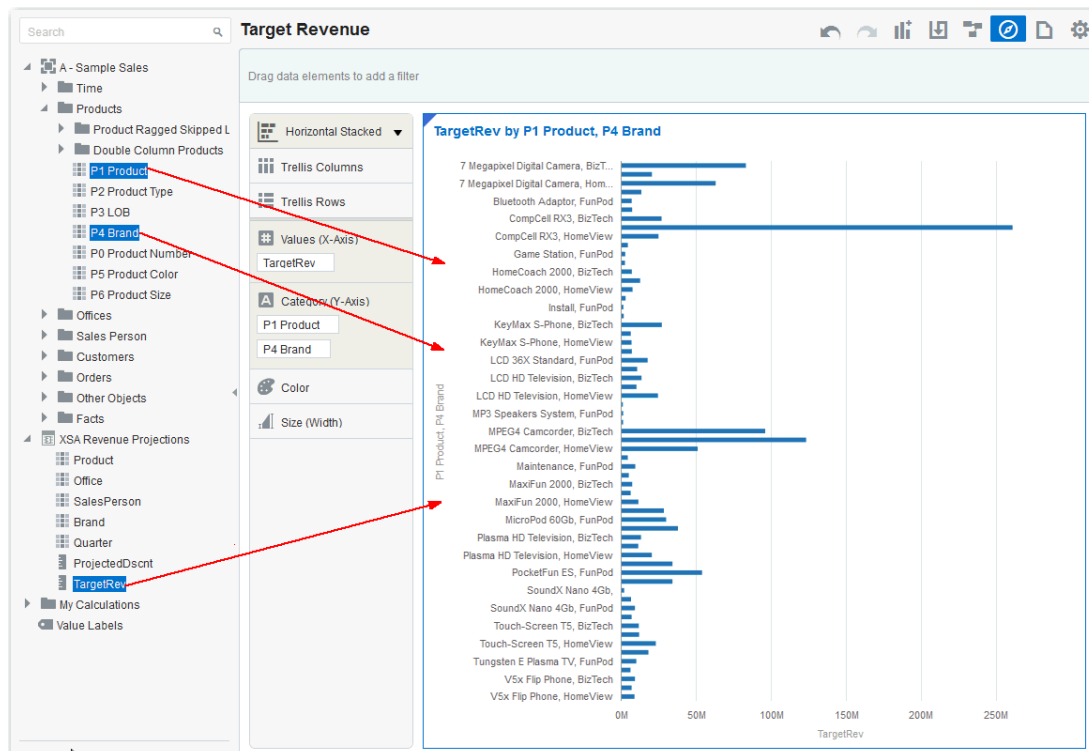 Search
Target Revenue
A - Sample Sales
Time
Products
Product Ragged Skipped L
Double Column Products
P1 Product
P2 Product Type
P3 LOB
P4 Brand
P0 Product Number
P5 Product Color
P6 Product Size
Offices
Sales Person
Customers
Orders
Other Objects
Facts
XSA Revenue Projections
Product
Office
SalesPerson
Brand
Quarter
ProjectedDscnt
TargetRev
My Calculations
Value Labels
Drag data elements to add a filter
Horizontal Stacked
Trellis Columns
Trellis Rows
Values (X-Axis)
TargetRev
Category (Y-Axis)
P1 Product
P4 Brand
Color
Size (Width)
TargetRev by P1 Product, P4 Brand
P1 Product, P4 Brand
7 Megapixel Digital Camera, BizT...
7 Megapixel Digital Camera, Hom...
Bluetooth Adaptor, FunPod
CompCell RX3, BizTech
CompCell RX3, HomeView
Game Station, FunPod
HomeCoach 2000, BizTech
HomeCoach 2000, HomeView
Install, FunPod
KeyMax S-Phone, BizTech
KeyMax S-Phone, HomeView
LCD 36X Standard, FunPod
LCD HD Television, BizTech
LCD HD Television, HomeView
MP3 Speakers System, FunPod
MPEG4 Camcorder, BizTech
MPEG4 Camcorder, HomeView
Maintenance, FunPod
MaxiFun 2000, BizTech
MaxiFun 2000, HomeView
MicroPod 60Gb, FunPod
Plasma HD Television, BizTech
Plasma HD Television, HomeView
PocketFun ES, FunPod
SoundX Nano 4Gb,
SoundX Nano 4Gb, FunPod
Touch-Screen T5, BizTech
Touch-Screen T5, HomeView
Tungsten E Plasma TV, FunPod
V5x Flip Phone, BizTech
V5x Flip Phone, HomeView
0M 50M 100M 150M 200M 250M
TargetRev